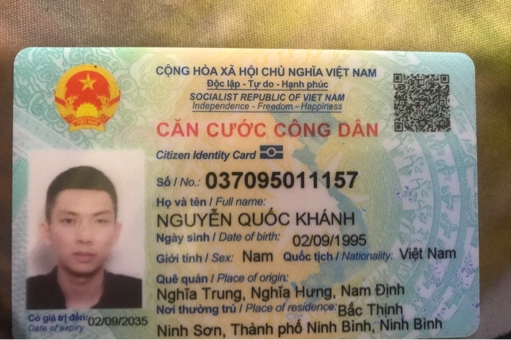 CỘNG HÒA XÃ HỘI CHỦ NGHĨA VIỆT NAM
Độc lập - Tự do - Hạnh phúc
SOCIALIST REPUBLIC OF VIET NAM
Independence - Freedom - Happiness
CĂN CƯỚC CÔNG DÂN
Citizen Identity Card
Số / No.: 037095011157
Họ và tên / Full name:
NGUYỄN QUỐC KHÁNH
Ngày sinh / Date of birth: 02/09/1995
Giới tính / Sex: Nam Quốc tịch / Nationality: Việt Nam
Quê quán / Place of origin:
Nghĩa Trung, Nghĩa Hưng, Nam Định
Nơi thường trú / Place of residence: Bắc Thịnh
Ninh Sơn, Thành phố Ninh Bình, Ninh Bình
Có giá trị đến: 02/09/2035
Date of expiry